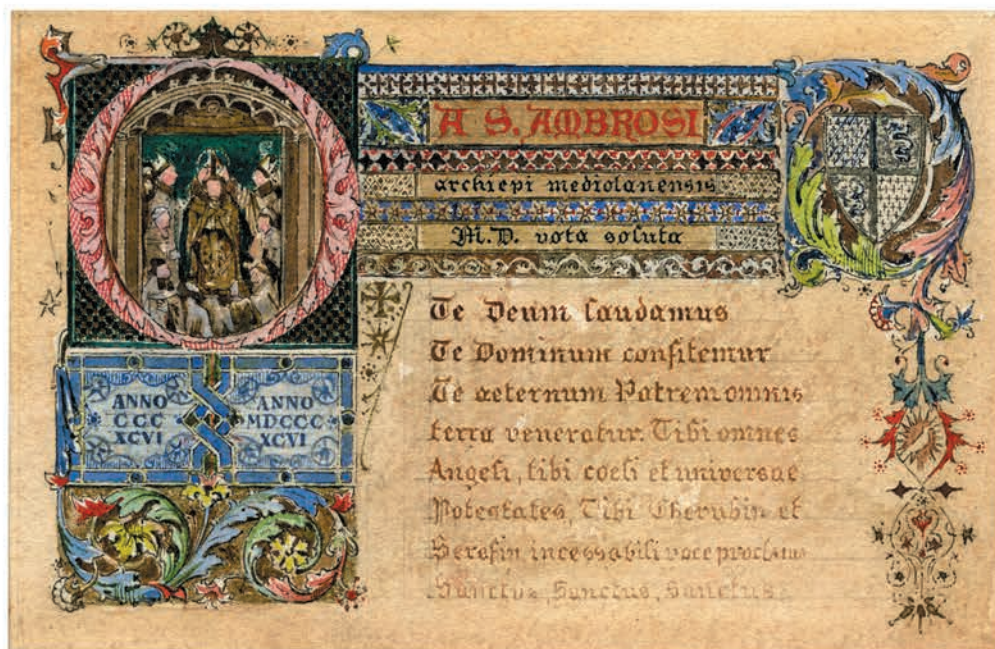 A S. AMBROSI
archiepi mediolanensis
M.D. vota soluta
Te Deum laudamus
Te Dominum confitemur
Te aeternum Patrem omnis
terra veneratur. Tibi omnes
Angeli, tibi coeli et universae
Potestates, Tibi Cherubin et
Serafin incessabili voce proclama
Sanctus, Sanctus, Sanctus
ANNO
CCC
XCVI
ANNO
MDCCC
XCVI